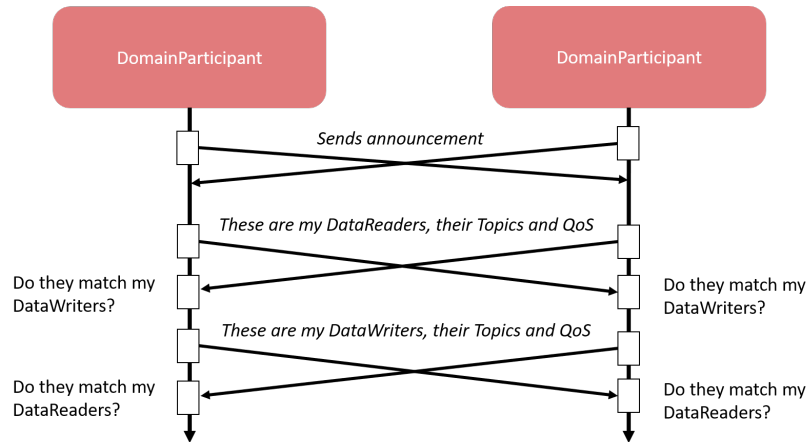 DomainParticipant
DomainParticipant
Sends announcement
These are my DataReaders, their Topics and QoS
Do they match my
DataWriters?
Do they match my
DataWriters?
These are my DataWriters, their Topics and QoS
Do they match my
DataReaders?
Do they match my
DataReaders?